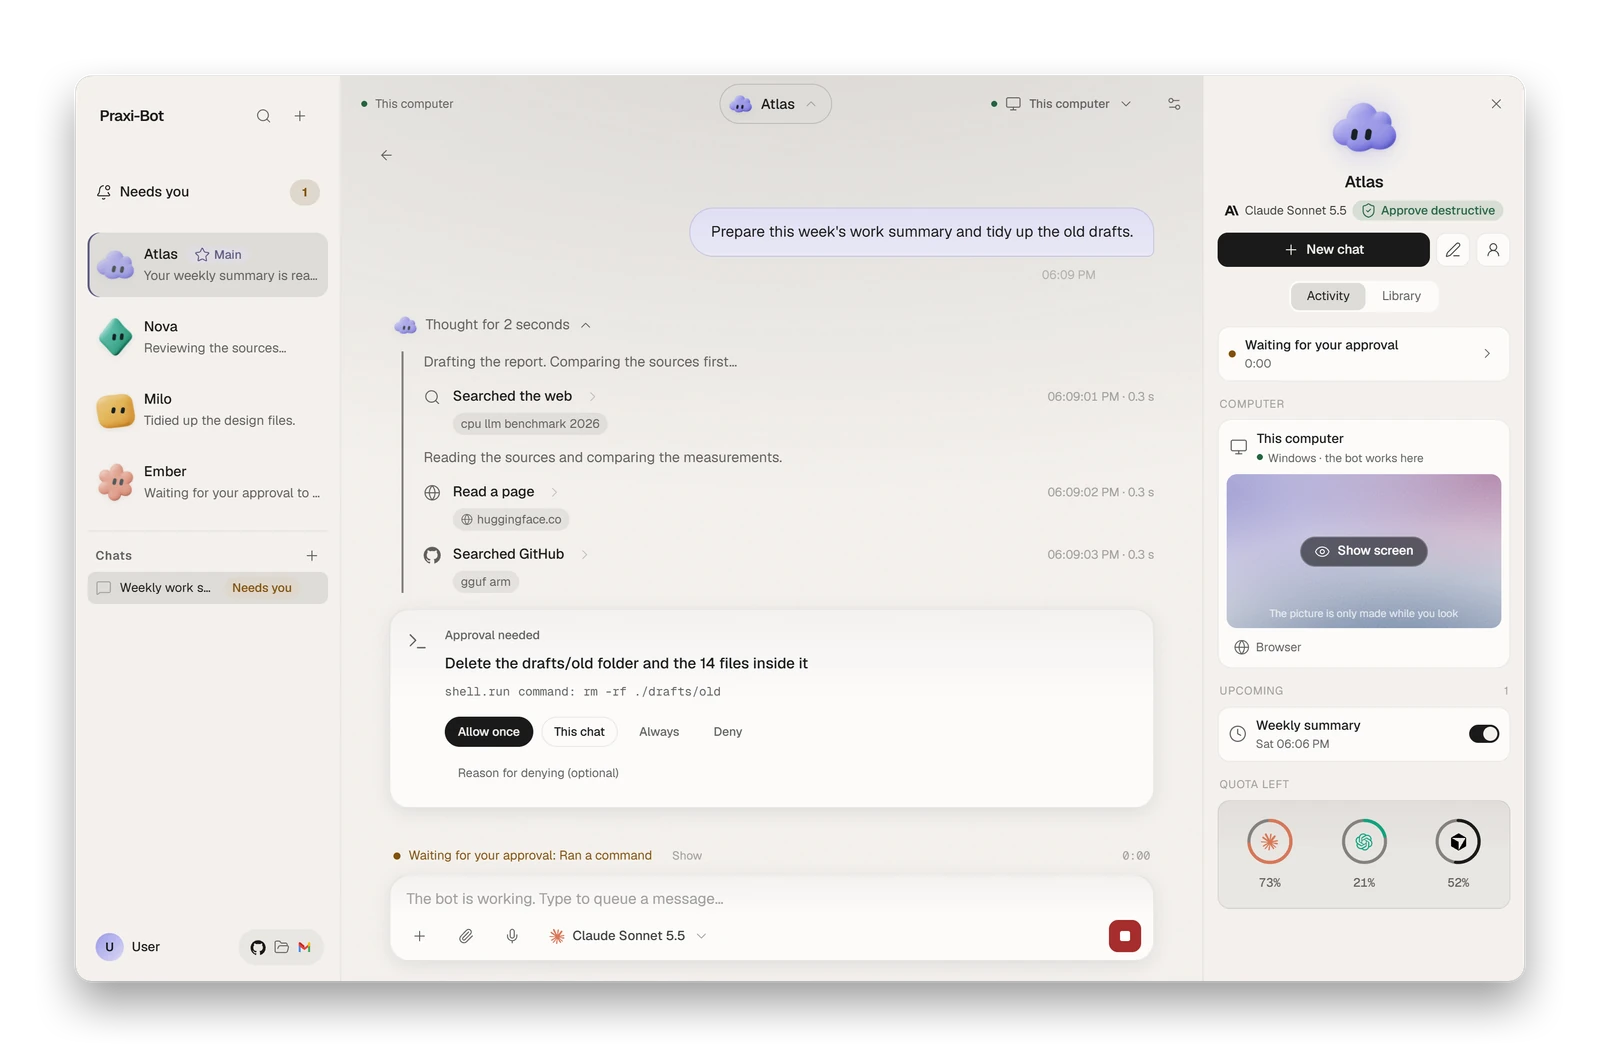 Praxi-Bot
Needs you
1
Atlas
Main
Your weekly summary is rea...
Nova
Reviewing the sources...
Milo
Tidied up the design files.
Ember
Waiting for your approval to ...
Chats
Weekly work s...
Needs you
U
User
This computer
Atlas
This computer
Prepare this week's work summary and tidy up the old drafts.
06:09 PM
Thought for 2 seconds
Drafting the report. Comparing the sources first...
Searched the web
06:09:01 PM · 0.3 s
cpu llm benchmark 2026
Reading the sources and comparing the measurements.
Read a page
06:09:02 PM · 0.3 s
huggingface.co
Searched GitHub
06:09:03 PM · 0.3 s
gguf arm
Approval needed
Delete the drafts/old folder and the 14 files inside it
shell.run command: rm -rf ./drafts/old
Allow once
This chat
Always
Deny
Reason for denying (optional)
Waiting for your approval: Ran a command
Show
0:00
The bot is working. Type to queue a message...
Claude Sonnet 5.5
Atlas
Claude Sonnet 5.5
Approve destructive
New chat
Activity
Library
Waiting for your approval
0:00
COMPUTER
This computer
Windows · the bot works here
Show screen
The picture is only made while you look
Browser
UPCOMING
1
Weekly summary
Sat 06:06 PM
QUOTA LEFT
73%
21%
52%